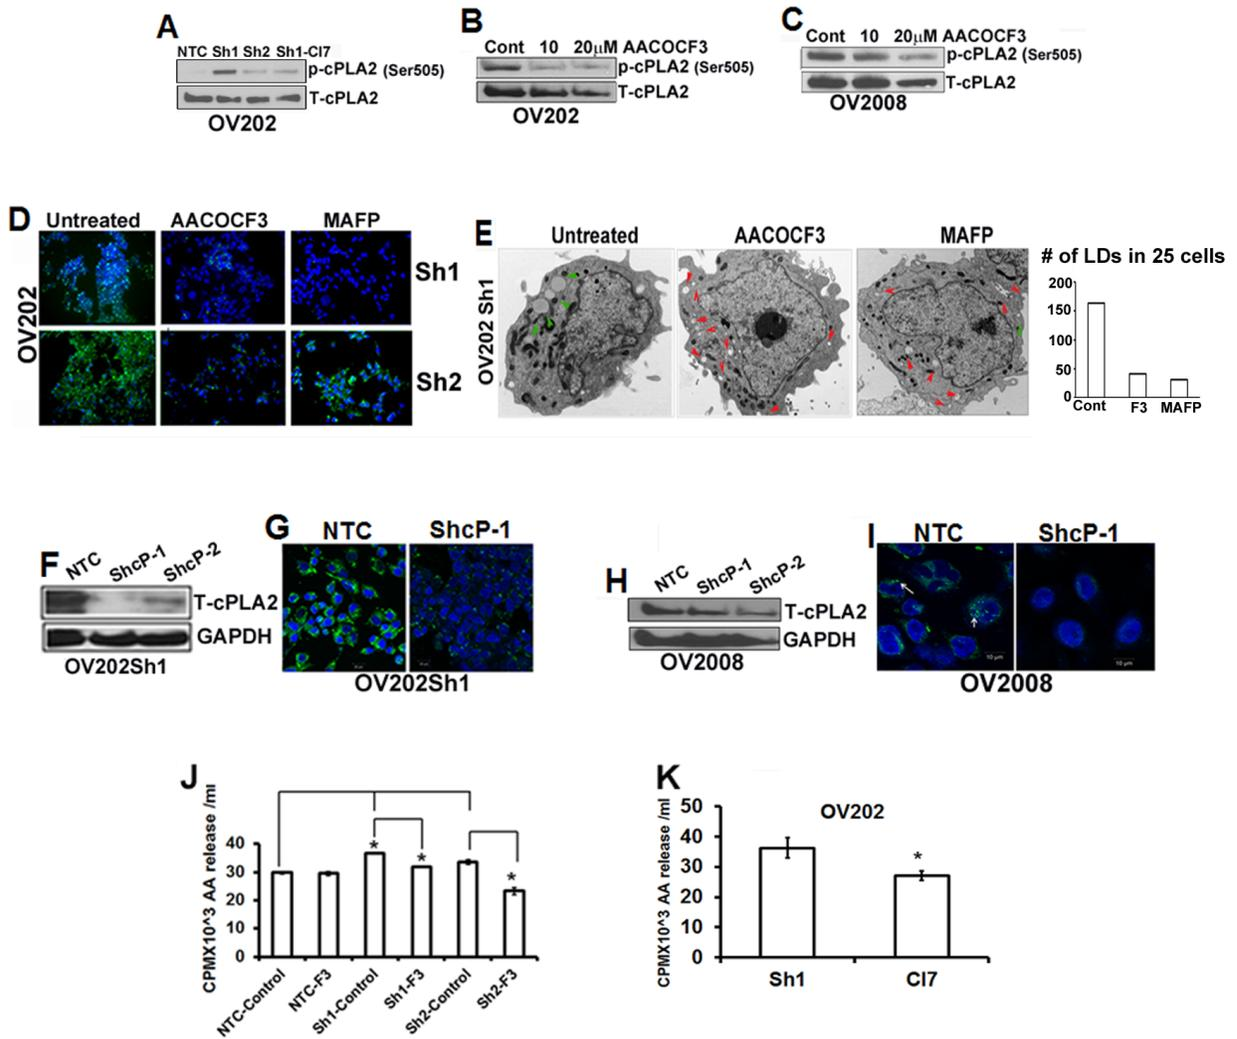 A
NTC Sh1 Sh2 Sh1-Cl7
p-cPLA2 (Ser505)
T-cPLA2
OV202
B
Cont 10 20µM AACOCF3
p-cPLA2 (Ser505)
T-cPLA2
OV202
C
Cont 10 20µM AACOCF3
p-cPLA2 (Ser505)
T-cPLA2
OV2008
D
Untreated AACOCF3 MAFP
OV202
Sh1
Sh2
E
Untreated AACOCF3 MAFP
OV202 Sh1
# of LDs in 25 cells
200
150
100
50
0
Cont F3 MAFP
F
NTC ShcP-1 ShcP-2
T-cPLA2
GAPDH
OV202Sh1
G
NTC ShcP-1
OV202Sh1
H
NTC ShcP-1 ShcP-2
T-cPLA2
GAPDH
OV2008
I
NTC ShcP-1
10 µm 10 µm
OV2008
J
CPMX10^3 AA release /ml
40
30
20
10
0
* * *
NTC-Control NTC-F3 Sh1-Control Sh1-F3 Sh2-Control Sh2-F3
K
CPMX10^3 AA release /ml
OV202
50
40
30
20
10
0
*
Sh1 Cl7